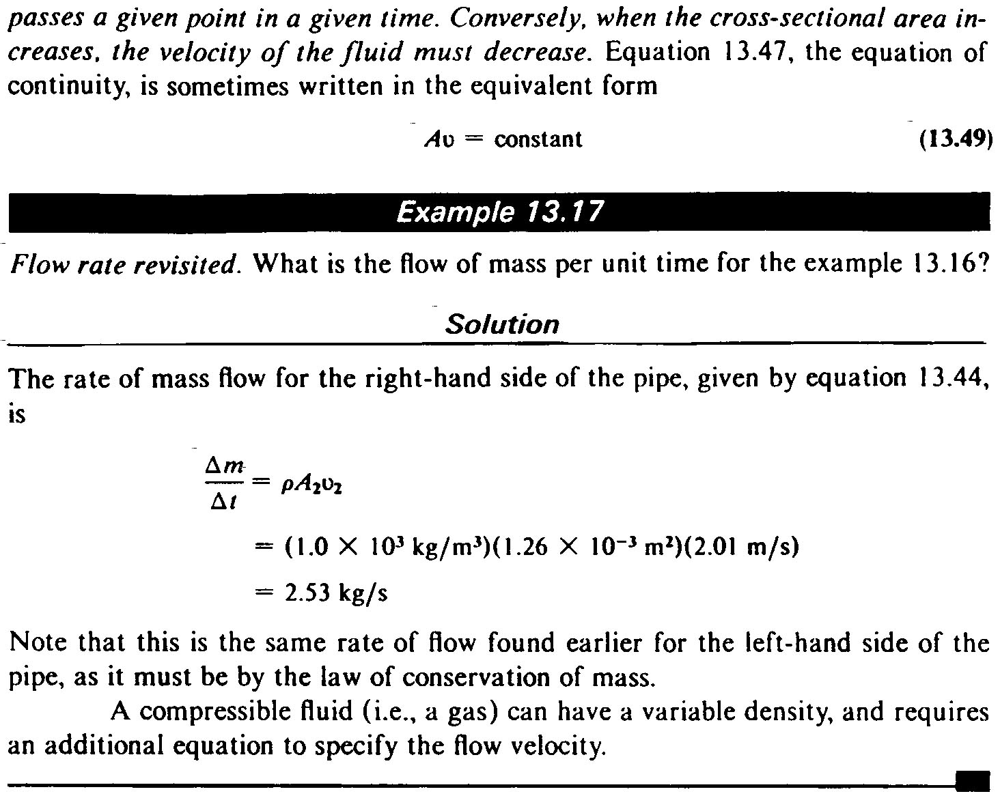 passes a given point in a given time. Conversely, when the cross-sectional area in-
creases, the velocity of the fluid must decrease. Equation 13.47, the equation of
continuity, is sometimes written in the equivalent form
Aυ = constant (13.49)
Example 13.17
Flow rate revisited. What is the flow of mass per unit time for the example 13.16?
Solution
The rate of mass flow for the right-hand side of the pipe, given by equation 13.44,
is
Δm/Δt = ρA₂υ₂
= (1.0 × 10³ kg/m³)(1.26 × 10⁻³ m²)(2.01 m/s)
= 2.53 kg/s
Note that this is the same rate of flow found earlier for the left-hand side of the
pipe, as it must be by the law of conservation of mass.
A compressible fluid (i.e., a gas) can have a variable density, and requires
an additional equation to specify the flow velocity.